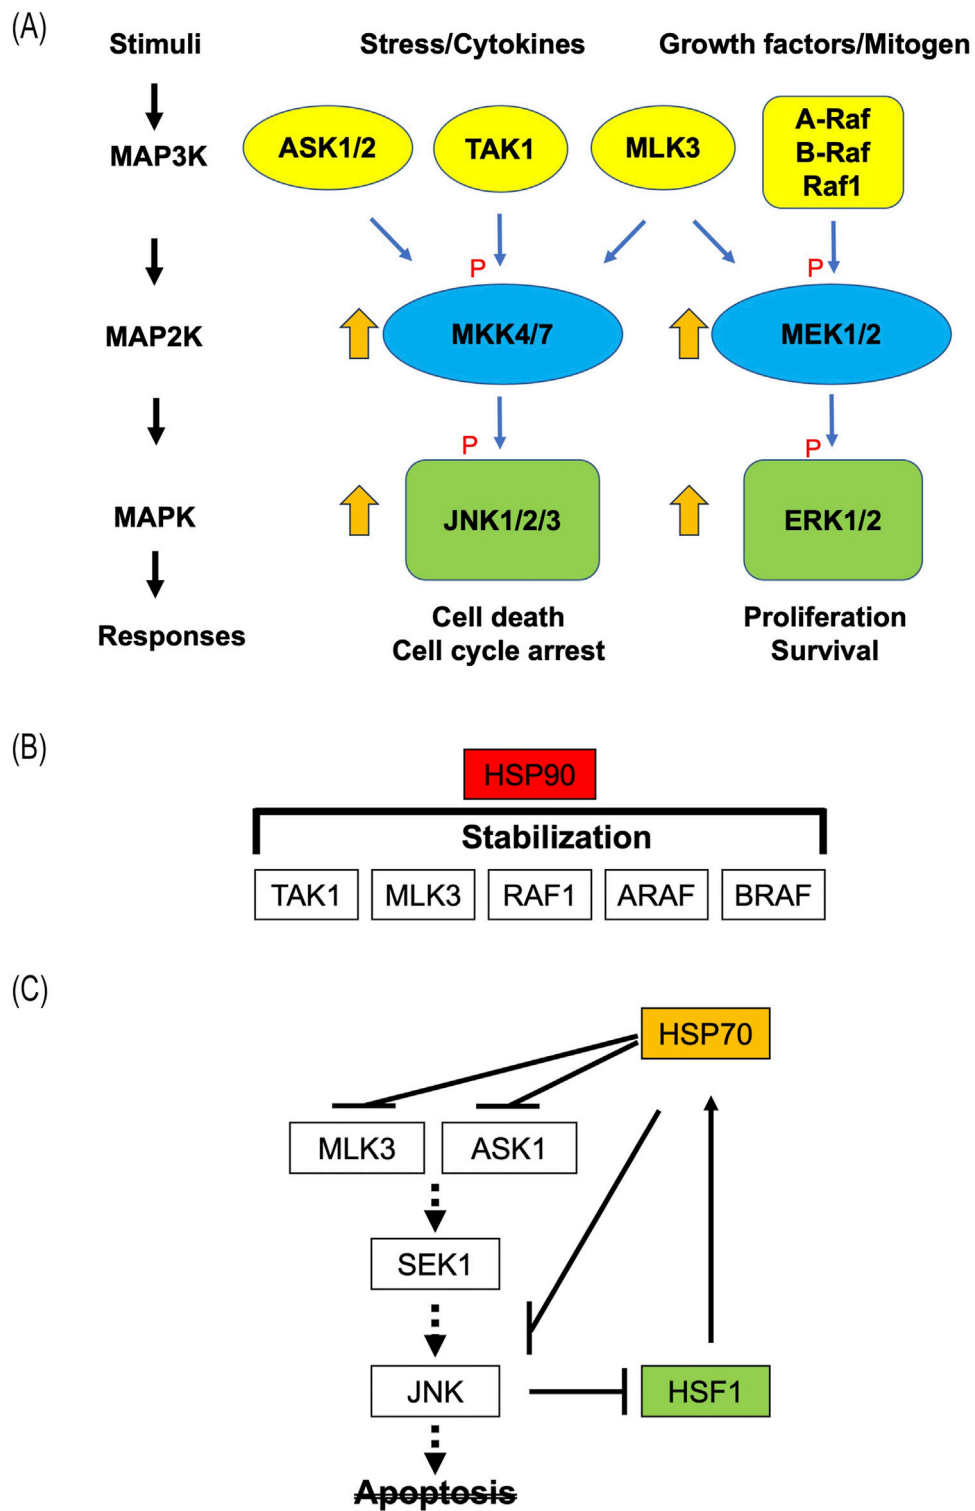 (A)
Stimuli
Stress/Cytokines
Growth factors/Mitogen
MAP3K
ASK1/2
TAK1
MLK3
A-Raf
B-Raf
Raf1
P
P
MAP2K
MKK4/7
MEK1/2
P
P
MAPK
JNK1/2/3
ERK1/2
Responses
Cell death
Cell cycle arrest
Proliferation
Survival
(B)
HSP90
Stabilization
TAK1
MLK3
RAF1
ARAF
BRAF
(C)
HSP70
MLK3
ASK1
SEK1
JNK
HSF1
Apoptosis